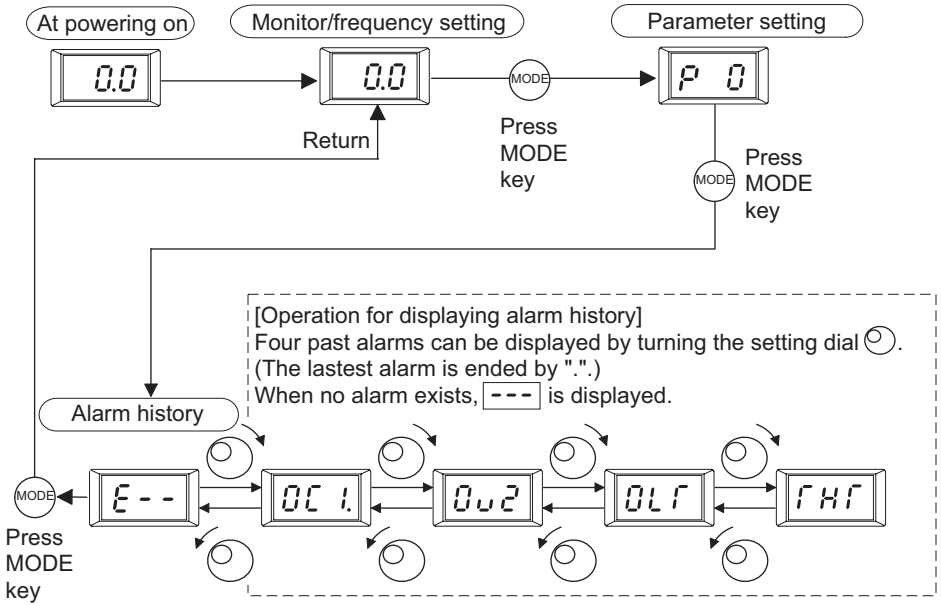 At powering on
Monitor/frequency setting
Parameter setting
0.0
0.0
MODE
P 0
Return
Press
MODE
key
MODE
Press
MODE
key
[Operation for displaying alarm history]
Four past alarms can be displayed by turning the setting dial .
(The lastest alarm is ended by ".".)
When no alarm exists, --- is displayed.
Alarm history
MODE
E--
OC1.
Ov2
OLT
THT
Press
MODE
key